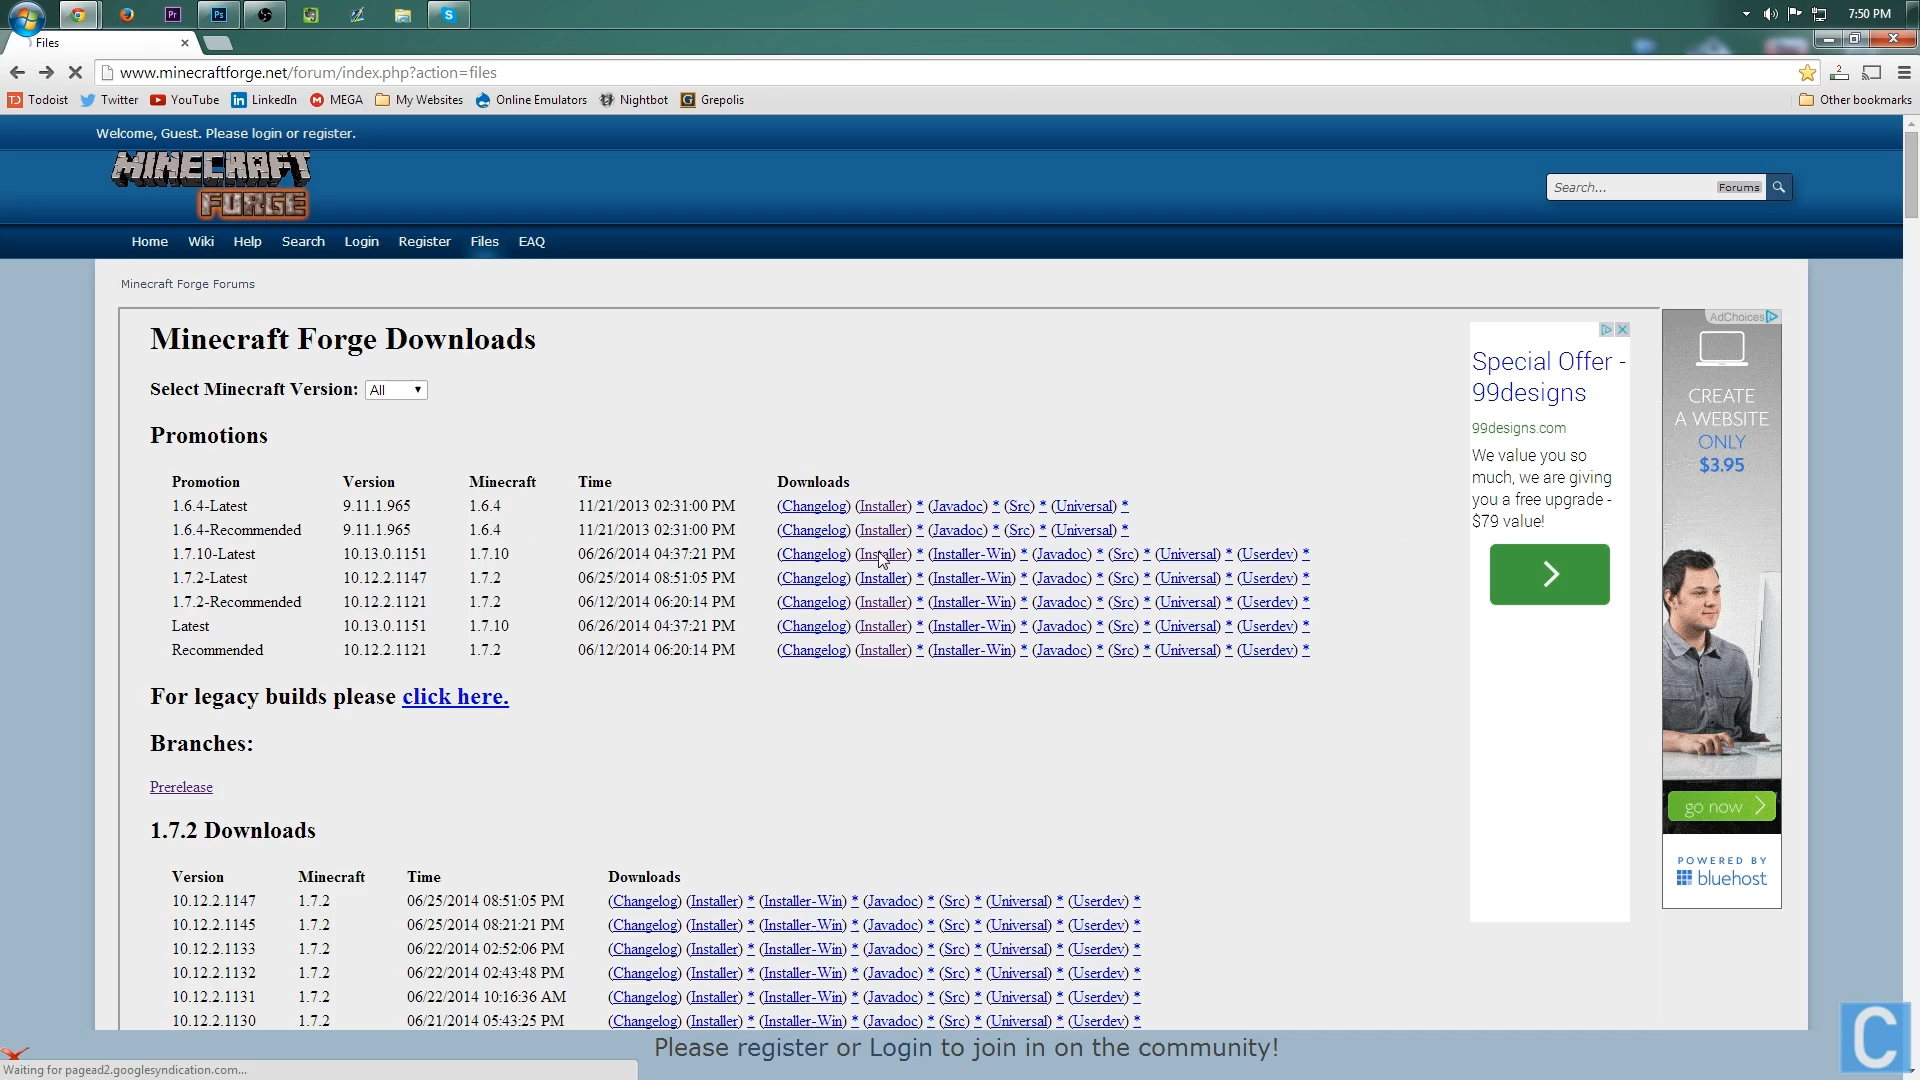 Pr
Ps
S
7:50 PM
Files
www.minecraftforge.net/forum/index.php?action=files
2
TD Todoist Twitter YouTube in LinkedIn M MEGA My Websites Online Emulators Nightbot G Grepolis Other bookmarks
Welcome, Guest. Please login or register.
MINECRAFT
FORGE
Search... Forums
Home Wiki Help Search Login Register Files EAQ
Minecraft Forge Forums
Minecraft Forge Downloads
Select Minecraft Version: All
Promotions
Promotion Version Minecraft Time Downloads
1.6.4-Latest 9.11.1.965 1.6.4 11/21/2013 02:31:00 PM (Changelog) (Installer) * (Javadoc) * (Src) * (Universal) *
1.6.4-Recommended 9.11.1.965 1.6.4 11/21/2013 02:31:00 PM (Changelog) (Installer) * (Javadoc) * (Src) * (Universal) *
1.7.10-Latest 10.13.0.1151 1.7.10 06/26/2014 04:37:21 PM (Changelog) (Installer) * (Installer-Win) * (Javadoc) * (Src) * (Universal) * (Userdev) *
1.7.2-Latest 10.12.2.1147 1.7.2 06/25/2014 08:51:05 PM (Changelog) (Installer) * (Installer-Win) * (Javadoc) * (Src) * (Universal) * (Userdev) *
1.7.2-Recommended 10.12.2.1121 1.7.2 06/12/2014 06:20:14 PM (Changelog) (Installer) * (Installer-Win) * (Javadoc) * (Src) * (Universal) * (Userdev) *
Latest 10.13.0.1151 1.7.10 06/26/2014 04:37:21 PM (Changelog) (Installer) * (Installer-Win) * (Javadoc) * (Src) * (Universal) * (Userdev) *
Recommended 10.12.2.1121 1.7.2 06/12/2014 06:20:14 PM (Changelog) (Installer) * (Installer-Win) * (Javadoc) * (Src) * (Universal) * (Userdev) *
For legacy builds please click here.
Branches:
Prerelease
1.7.2 Downloads
Version Minecraft Time Downloads
10.12.2.1147 1.7.2 06/25/2014 08:51:05 PM (Changelog) (Installer) * (Installer-Win) * (Javadoc) * (Src) * (Universal) * (Userdev) *
10.12.2.1145 1.7.2 06/25/2014 08:21:21 PM (Changelog) (Installer) * (Installer-Win) * (Javadoc) * (Src) * (Universal) * (Userdev) *
10.12.2.1133 1.7.2 06/22/2014 02:52:06 PM (Changelog) (Installer) * (Installer-Win) * (Javadoc) * (Src) * (Universal) * (Userdev) *
10.12.2.1132 1.7.2 06/22/2014 02:43:48 PM (Changelog) (Installer) * (Installer-Win) * (Javadoc) * (Src) * (Universal) * (Userdev) *
10.12.2.1131 1.7.2 06/22/2014 10:16:36 AM (Changelog) (Installer) * (Installer-Win) * (Javadoc) * (Src) * (Universal) * (Userdev) *
10.12.2.1130 1.7.2 06/21/2014 05:43:25 PM (Changelog) (Installer) * (Installer-Win) * (Javadoc) * (Src) * (Universal) * (Userdev) *
Special Offer -
99designs
99designs.com
We value you so
much, we are giving
you a free upgrade -
$79 value!
AdChoices
CREATE
A WEBSITE
ONLY
$3.95
go now
POWERED BY
bluehost
Please register or Login to join in on the community!
Waiting for pagead2.googlesyndication.com...
C